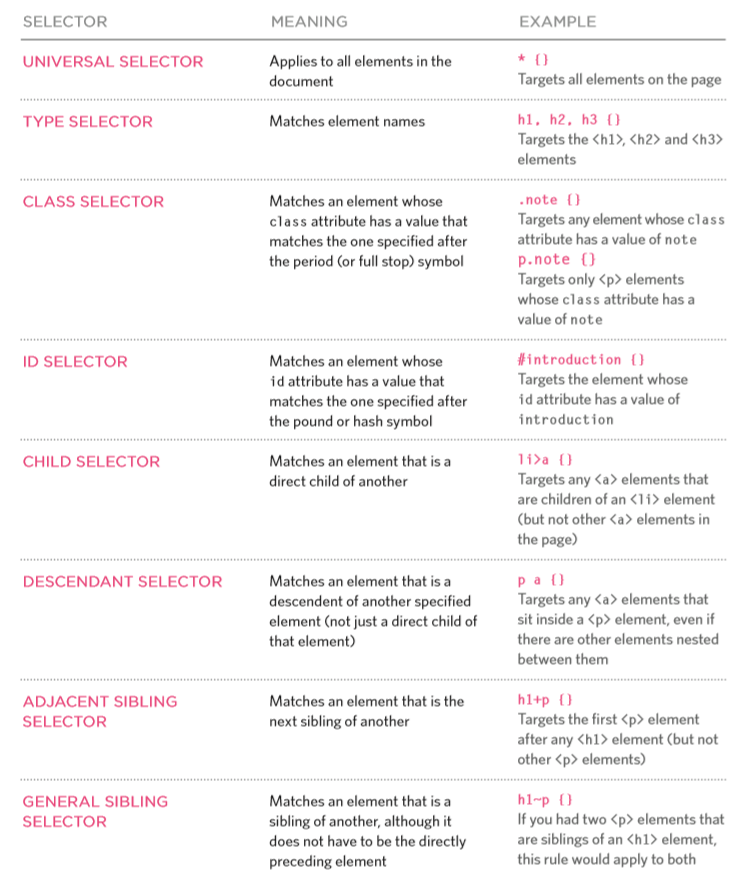 SELECTOR
MEANING
EXAMPLE
UNIVERSAL SELECTOR
Applies to all elements in the
document
* {}
Targets all elements on the page
TYPE SELECTOR
Matches element names
h1, h2, h3 {}
Targets the <h1>, <h2> and <h3>
elements
CLASS SELECTOR
Matches an element whose
class attribute has a value that
matches the one specified after
the period (or full stop) symbol
.note {}
Targets any element whose class
attribute has a value of note
p.note {}
Targets only <p> elements
whose class attribute has a
value of note
ID SELECTOR
Matches an element whose
id attribute has a value that
matches the one specified after
the pound or hash symbol
#introduction {}
Targets the element whose
id attribute has a value of
introduction
CHILD SELECTOR
Matches an element that is a
direct child of another
li>a {}
Targets any <a> elements that
are children of an <li> element
(but not other <a> elements in
the page)
DESCENDANT SELECTOR
Matches an element that is a
descendent of another specified
element (not just a direct child of
that element)
p a {}
Targets any <a> elements that
sit inside a <p> element, even if
there are other elements nested
between them
ADJACENT SIBLING
SELECTOR
Matches an element that is the
next sibling of another
h1+p {}
Targets the first <p> element
after any <h1> element (but not
other <p> elements)
GENERAL SIBLING
SELECTOR
Matches an element that is a
sibling of another, although it
does not have to be the directly
preceding element
h1~p {}
If you had two <p> elements that
are siblings of an <h1> element,
this rule would apply to both